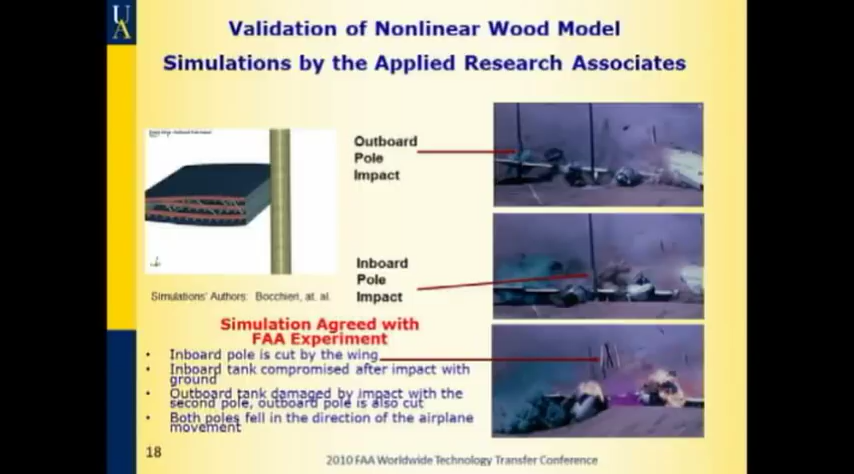 UA
Validation of Nonlinear Wood Model
Simulations by the Applied Research Associates
Outboard
Pole
Impact
Inboard
Pole
Impact
Simulations' Authors: Bocchieri, at. al.
Simulation Agreed with
FAA Experiment
• Inboard pole is cut by the wing
• Inboard tank compromised after impact with
ground
• Outboard tank damaged by impact with the
second pole, outboard pole is also cut
• Both poles fell in the direction of the airplane
movement
18
2010 FAA Worldwide Technology Transfer Conference